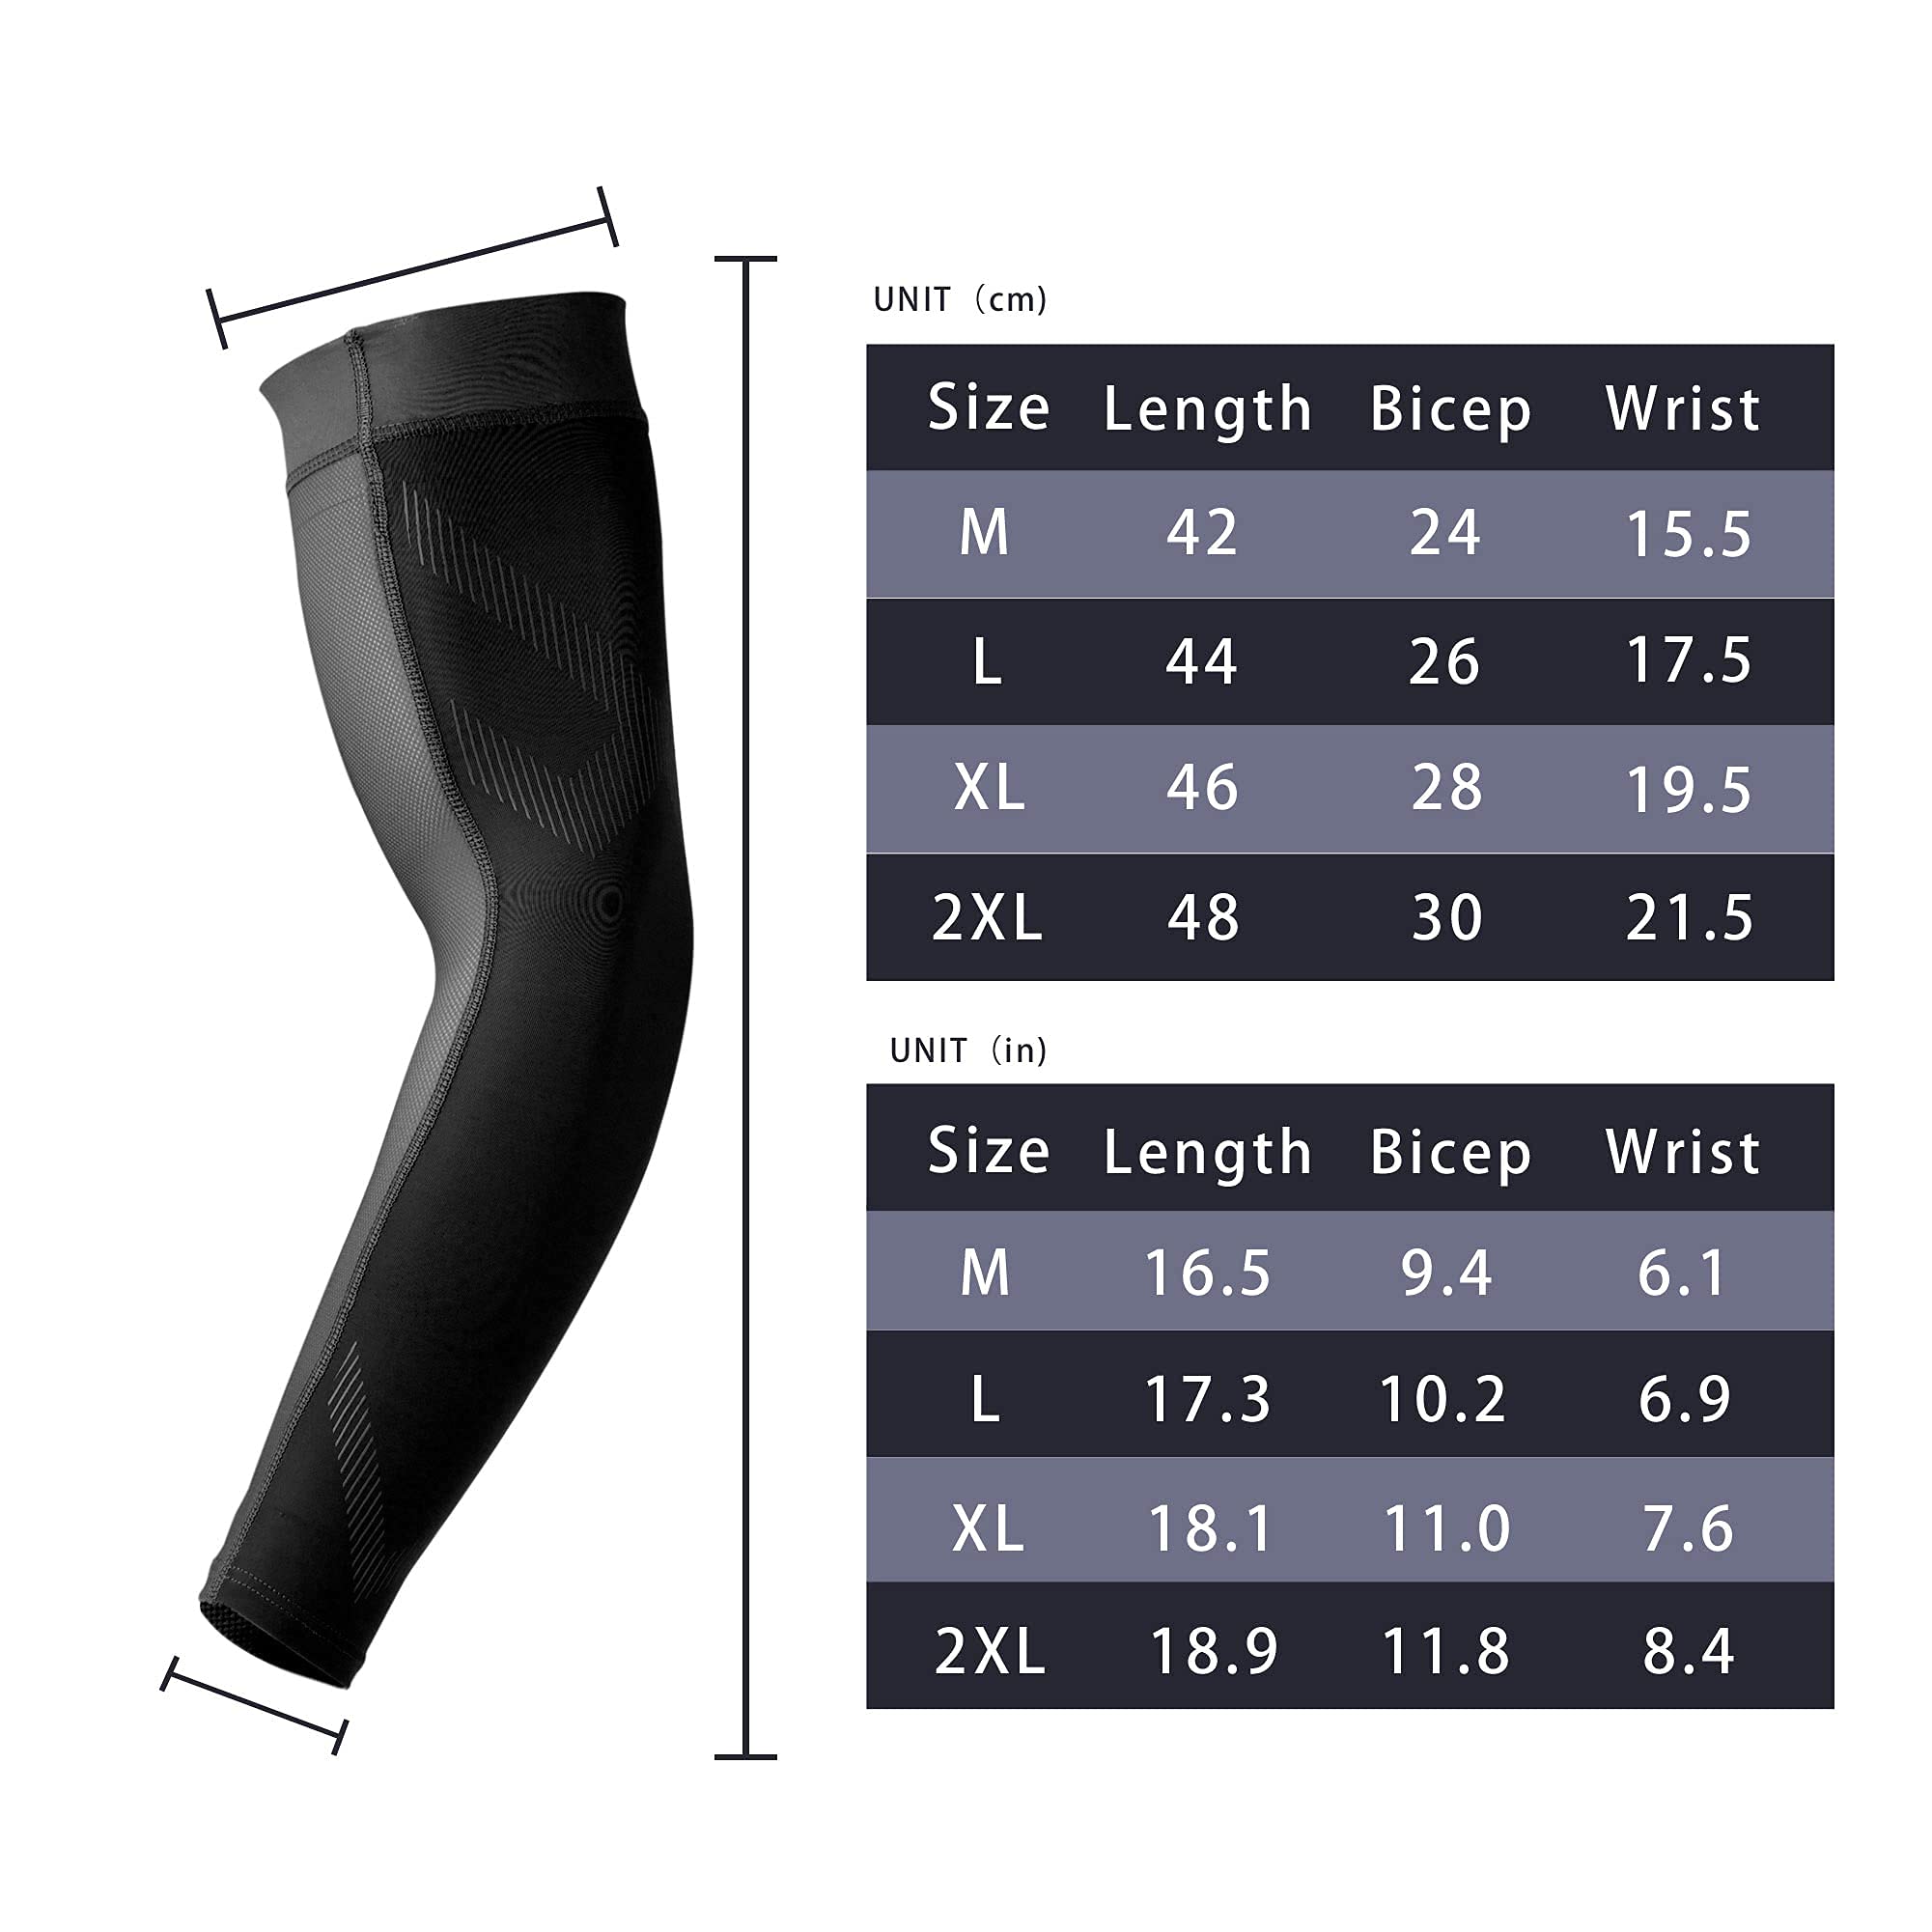 UNIT（cm)
Size Length Bicep Wrist
M 42 24 15.5
L 44 26 17.5
XL 46 28 19.5
2XL 48 30 21.5
UNIT（in)
Size Length Bicep Wrist
M 16.5 9.4 6.1
L 17.3 10.2 6.9
XL 18.1 11.0 7.6
2XL 18.9 11.8 8.4